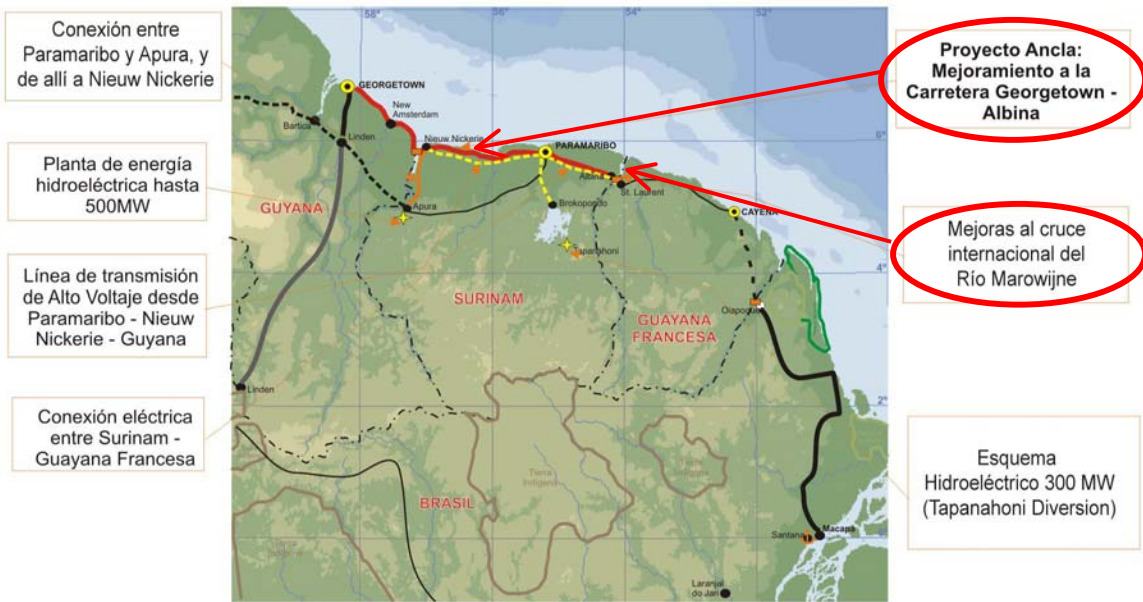 Conexión entre
Paramaribo y Apura, y
de allí a Nieuw Nickerie
Planta de energía
hidroeléctrica hasta
500MW
Línea de transmisión
de Alto Voltaje desde
Paramaribo - Nieuw
Nickerie - Guyana
Conexión eléctrica
entre Surinam -
Guayana Francesa
58°
56°
54°
52°
GEORGETOWN
New
Amsterdam
Bartica
Linden
Nieuw. Nickerie
PARAMARIBO
6°
Albina
St. Laurent
GUYANA
Apura
Brokopondo
CAYENA
Tapanahoni
4°
SURINAM
GUAYANA
FRANCESA
Oiapoque
Linden
2°
Tierra
Indígena
BRASIL
Santana
Macapá
Laranjal
do Jari
Proyecto Ancla:
Mejoramiento a la
Carretera Georgetown -
Albina
Mejoras al cruce
internacional del
Río Marowijne
Esquema
Hidroeléctrico 300 MW
(Tapanahoni Diversion)